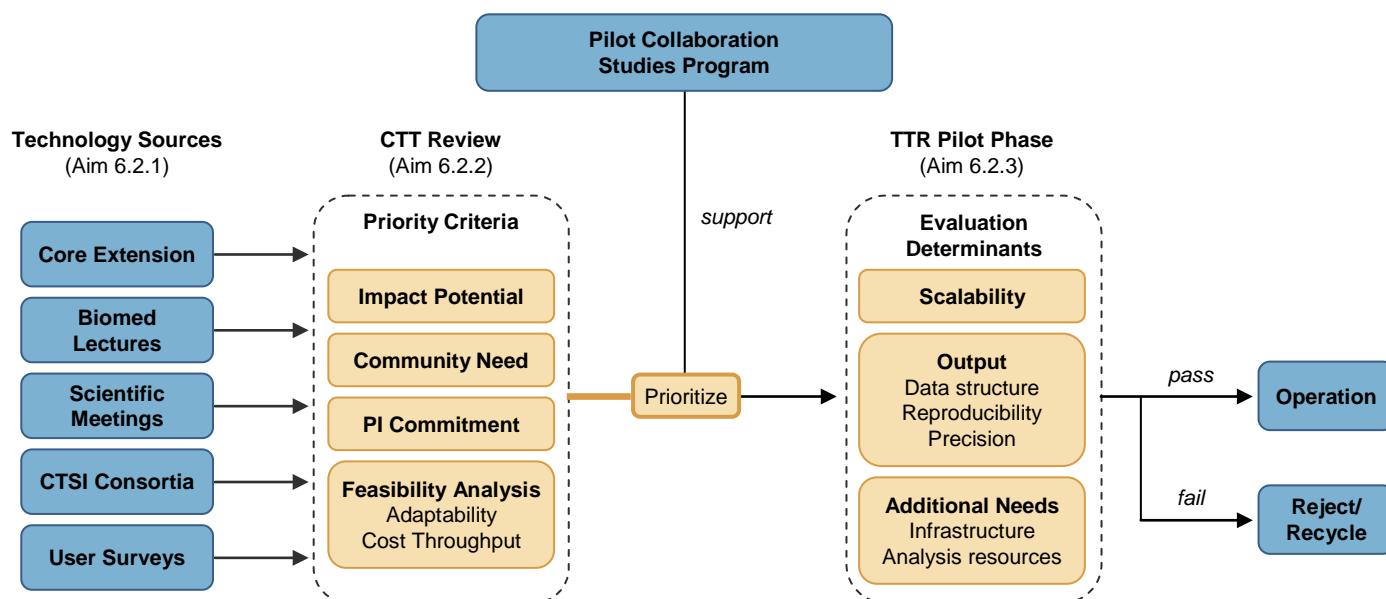 Pilot Collaboration
Studies Program
Technology Sources
(Aim 6.2.1)
CTT Review
(Aim 6.2.2)
TTR Pilot Phase
(Aim 6.2.3)
support
Core Extension
Biomed
Lectures
Scientific
Meetings
CTSI Consortia
User Surveys
Priority Criteria
Impact Potential
Community Need
PI Commitment
Feasibility Analysis
Adaptability
Cost Throughput
Prioritize
Evaluation
Determinants
Scalability
Output
Data structure
Reproducibility
Precision
Additional Needs
Infrastructure
Analysis resources
pass
Operation
fail
Reject/
Recycle